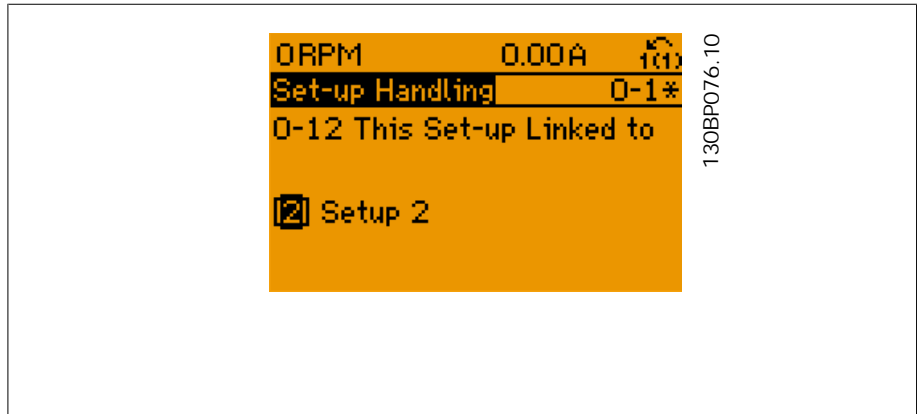 0RPM 0.00A 1(1)
Set-up Handling 0-1*
0-12 This Set-up Linked to
[2] Setup 2
130BP076.10